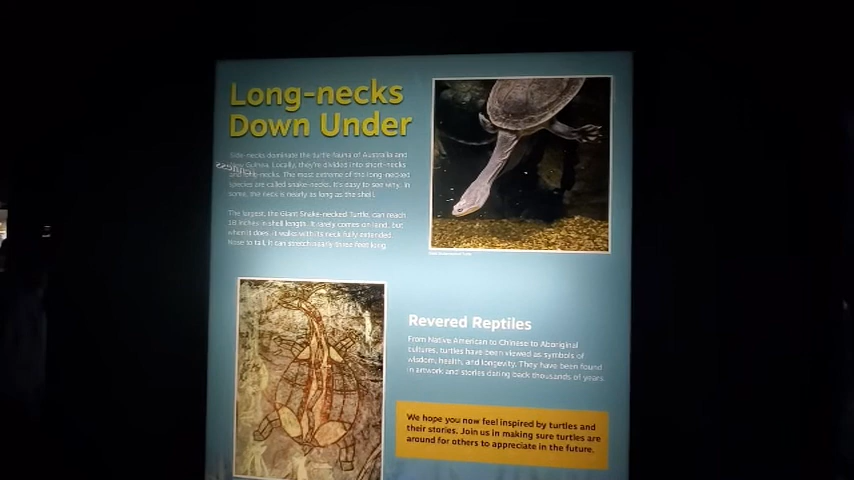 Long-necks
Down Under
Side-necks dominate the turtle fauna of Australia and
New Guinea. Locally, they're divided into short-necks
and long-necks. The most extreme of the long-necked
species are called snake-necks. It's easy to see why. In
some, the neck is nearly as long as the shell.
The largest, the Giant Snake-necked Turtle, can reach
18 inches in shell length. It rarely comes on land, but
when it does, it walks with its neck fully extended.
Nose to tail, it can stretch nearly three feet long.
Revered Reptiles
From Native American to Chinese to Aboriginal
cultures, turtles have been viewed as symbols of
wisdom, health, and longevity. They have been found
in artwork and stories dating back thousands of years.
We hope you now feel inspired by turtles and
their stories. Join us in making sure turtles are
around for others to appreciate in the future.